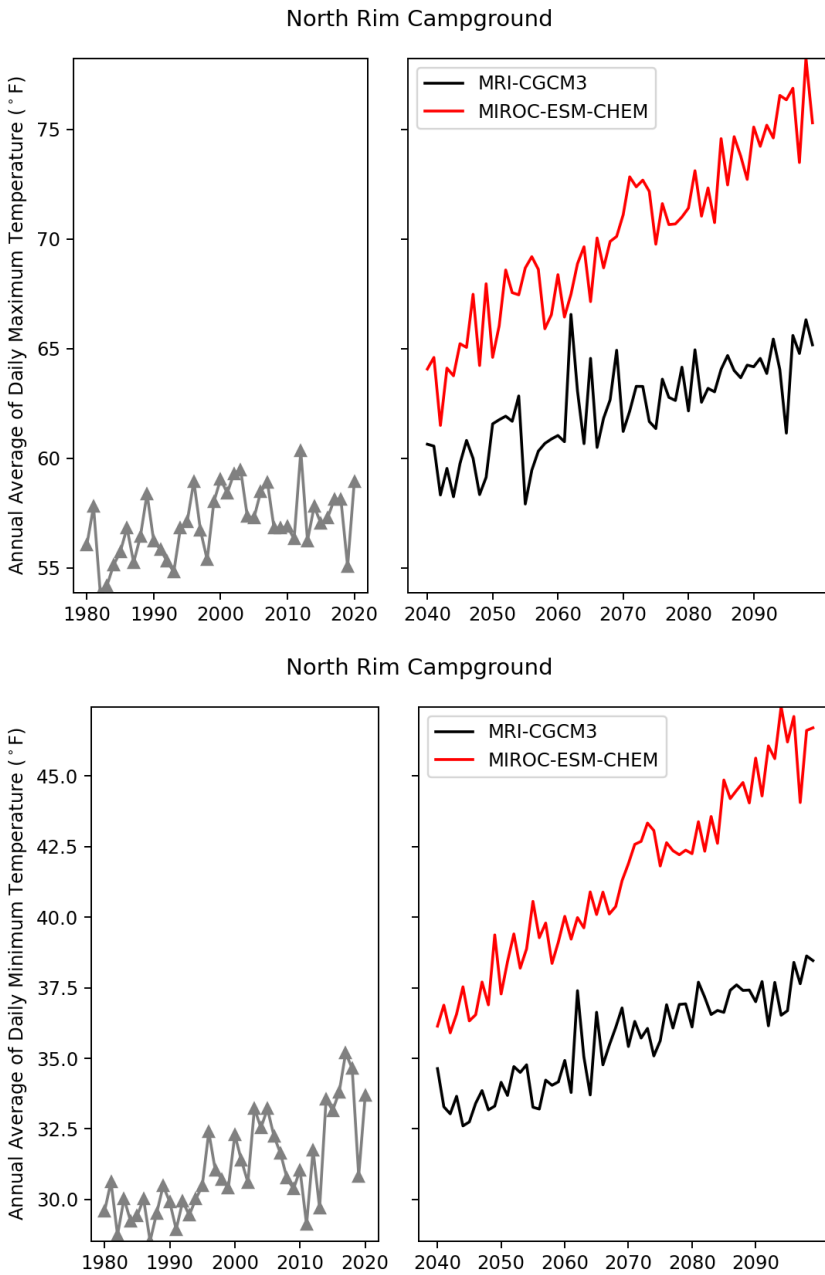 North Rim Campground
Annual Average of Daily Maximum Temperature (°F)
75
70
65
60
55
1980 1990 2000 2010 2020
MRI-CGCM3
MIROC-ESM-CHEM
2040 2050 2060 2070 2080 2090
North Rim Campground
Annual Average of Daily Minimum Temperature (°F)
45.0
42.5
40.0
37.5
35.0
32.5
30.0
1980 1990 2000 2010 2020
MRI-CGCM3
MIROC-ESM-CHEM
2040 2050 2060 2070 2080 2090